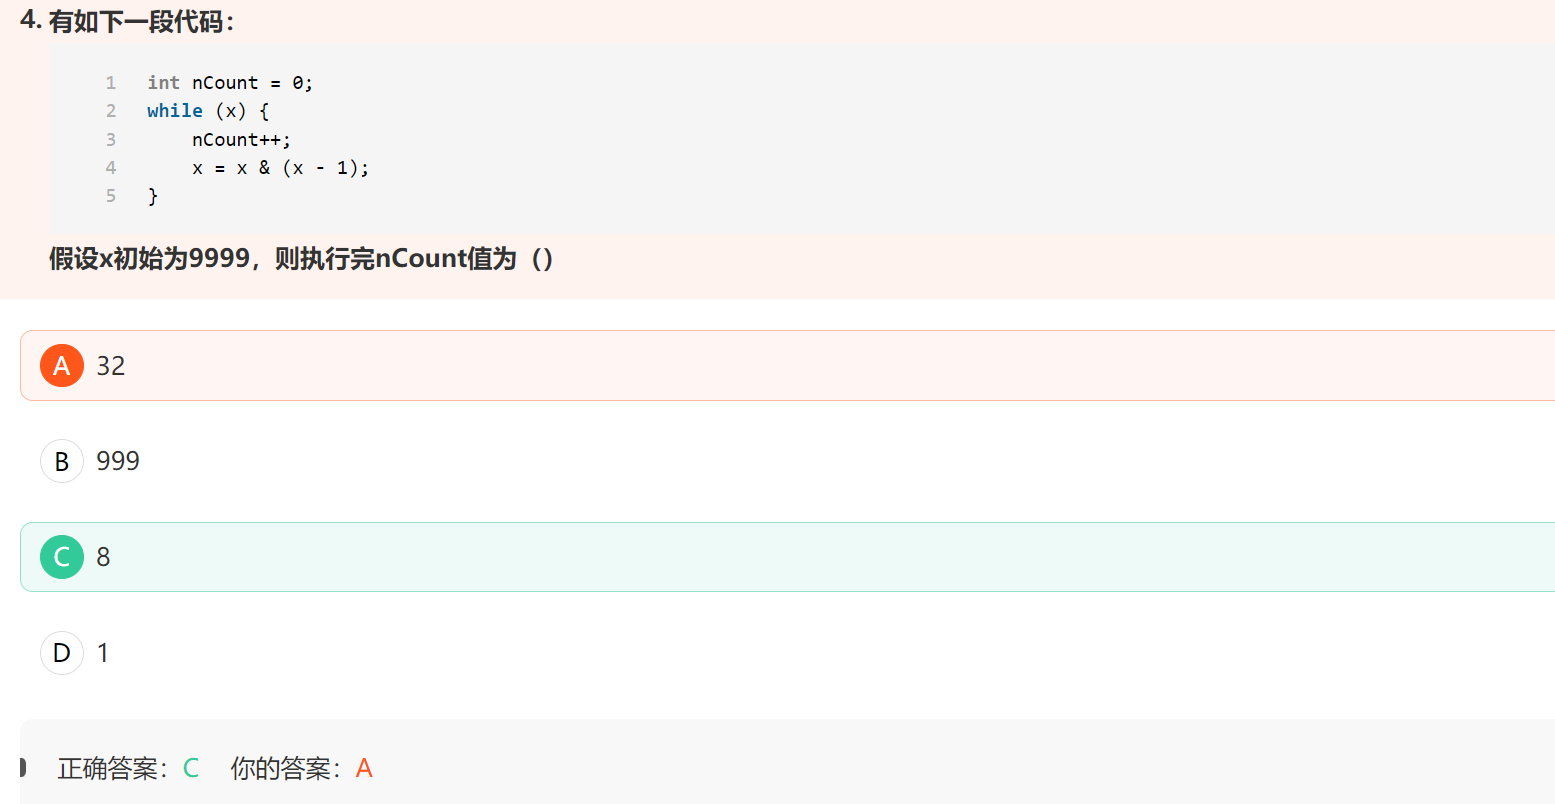 4. 有如下一段代码：
1 int nCount = 0;
2 while (x) {
3     nCount++;
4     x = x & (x - 1);
5 }
假设x初始为9999，则执行完nCount值为（）
A 32
B 999
C 8
D 1
正确答案：C 你的答案：A